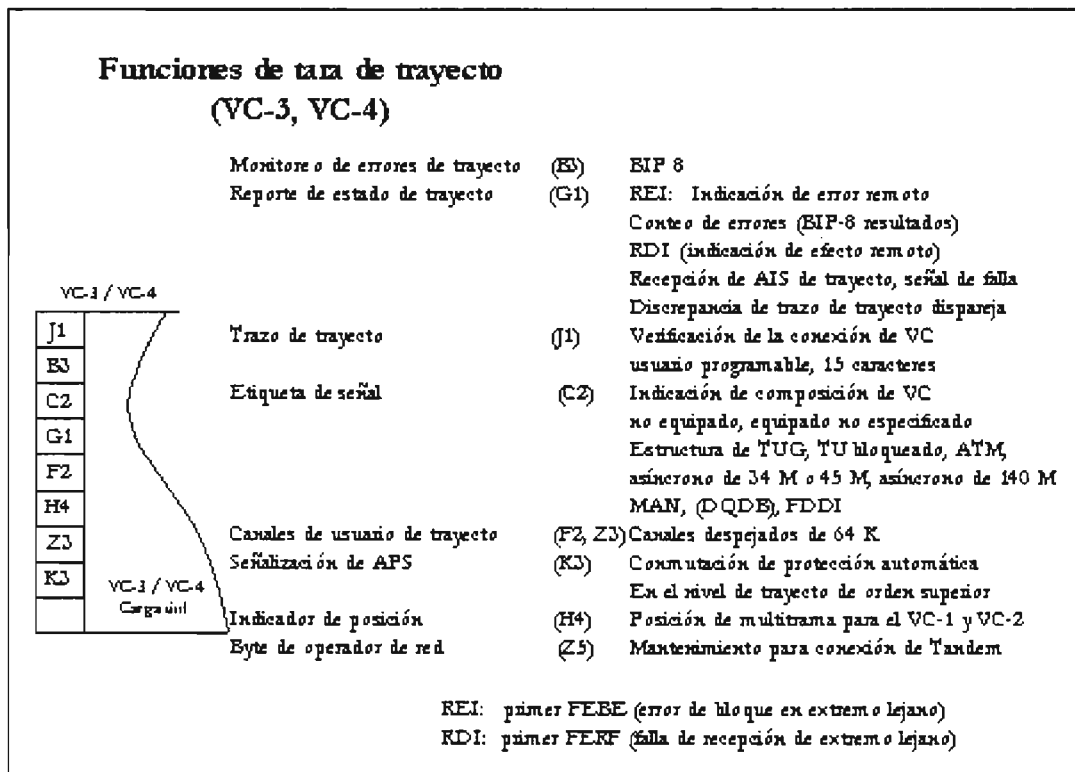 Funciones de tara de trayecto
(VC-3, VC-4)
Monitoreo de errores de trayecto (B3) BIP 8
Reporte de estado de trayecto (G1) REI: Indicación de error remoto
Conteo de errores (BIP-8 resultados)
RDI (indicación de efecto remoto)
Recepción de AIS de trayecto, señal de falla
Discrepancia de trazo de trayecto dispareja
VC-3 / VC-4
J1
B3
C2
G1
F2
H4
Z3
K3
VC-3 / VC-4
Carga útil
Trazo de trayecto (J1) Verificación de la conexión de VC
usuario programable, 15 caracteres
Etiqueta de señal (C2) Indicación de composición de VC
no equipado, equipado no especificado
Estructura de TUG, TU bloqueado, ATM,
asíncrono de 34 M o 45 M, asíncrono de 140 M
MAN, (DQDB), FDDI
Canales de usuario de trayecto (F2, Z3) Canales despejados de 64 K
Señalización de APS (K3) Conmutación de protección automática
En el nivel de trayecto de orden superior
Indicador de posición (H4) Posición de multitrama para el VC-1 y VC-2
Byte de operador de red (Z5) Mantenimiento para conexión de Tandem
REI: primer FEBE (error de bloque en extremo lejano)
RDI: primer FERF (falla de recepción de extremo lejano)